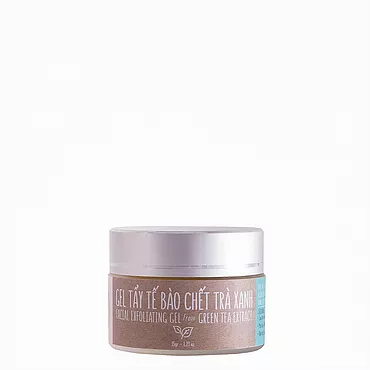 GEL TẨY TẾ BÀO CHẾT TRÀ XANH
FACIAL EXFOLIATING GEL from GREEN TEA EXTRACT